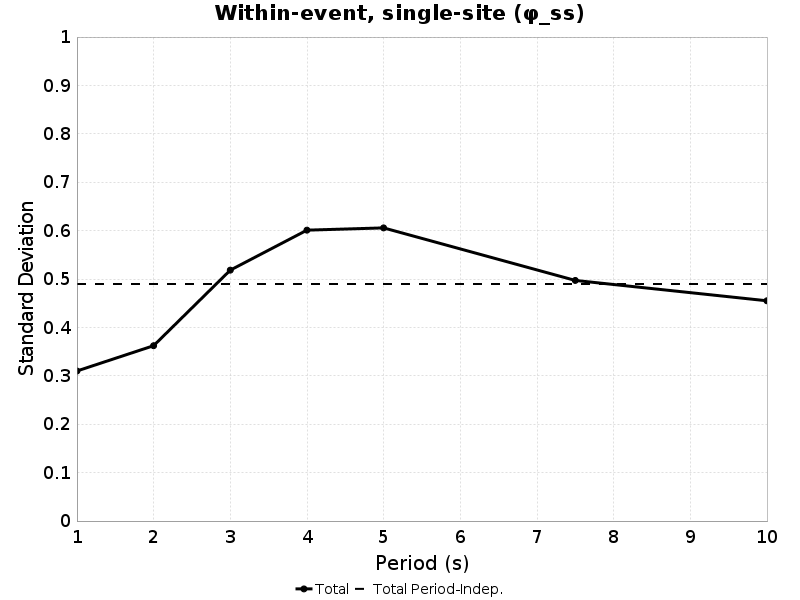 Within-event, single-site (φ_ss)
1
0.9
0.8
0.7
0.6
0.5
0.4
0.3
0.2
0.1
0
Standard Deviation
1 2 3 4 5 6 7 8 9 10
Period (s)
Total Total Period-Indep.